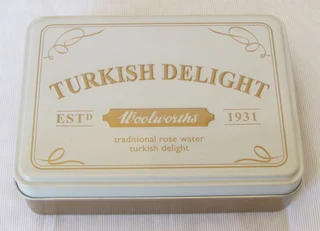 TURKISH DELIGHT
ESTD Woolworths 1931
traditional rose water
turkish delight